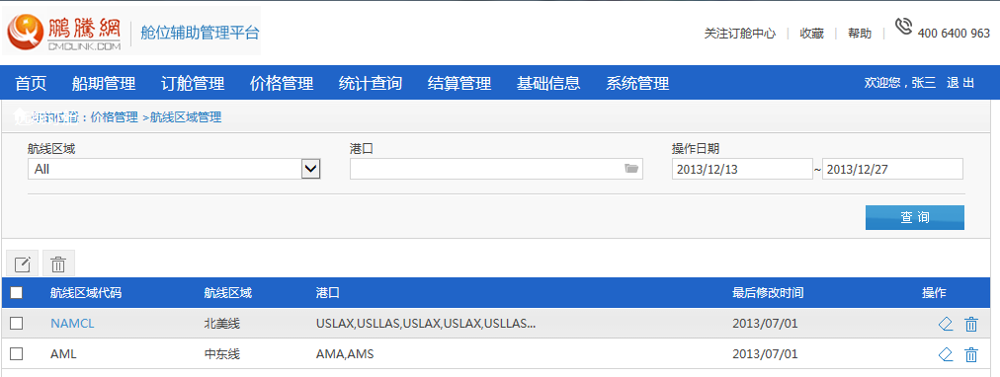 鹏腾網
CMCLINK.COM
舱位辅助管理平台
关注订舱中心 | 收藏 | 帮助 | 400 6400 963
首页 船期管理 订舱管理 价格管理 统计查询 结算管理 基础信息 系统管理 欢迎您，张三 退 出
的位置：价格管理 >航线区域管理
航线区域 港口 操作日期
All 2013/12/13 ~ 2013/12/27
查 询
航线区域代码 航线区域 港口 最后修改时间 操作
NAMCL 北美线 USLAX,USLLAS,USLAX,USLAX,USLLAS... 2013/07/01
AML 中东线 AMA,AMS 2013/07/01